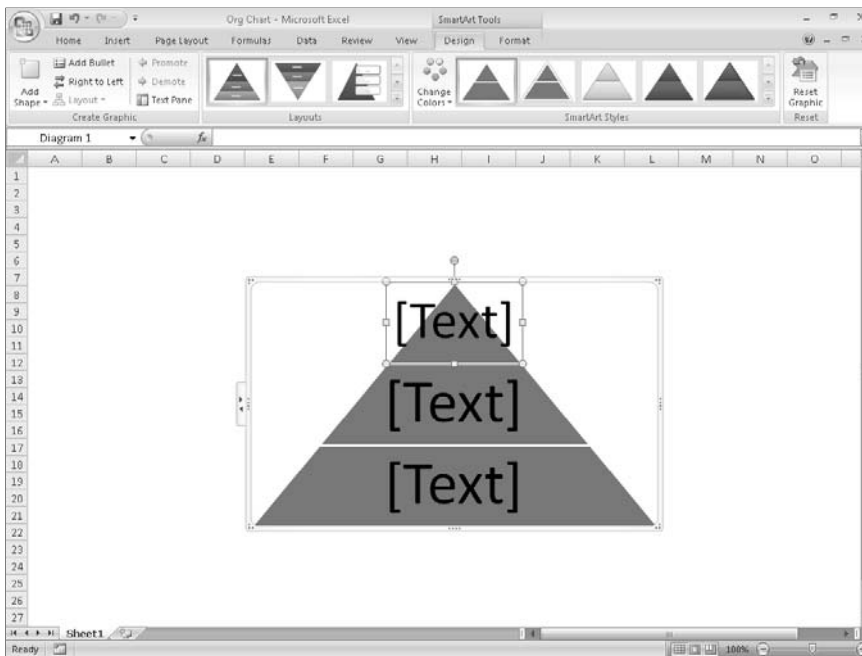 Org Chart - Microsoft Excel SmartArt Tools
Home Insert Page Layout Formulas Data Review View Design Format
Add Shape
Add Bullet
Right to Left
Layout
Promote
Demote
Text Pane
Create Graphic
Layouts
Change Colors
SmartArt Styles
Reset Graphic
Reset
Diagram 1 fx
A B C D E F G H I J K L M N O
1
2
3
4
5
6
7
8
9
10
11
12
13
14
15
16
17
18
19
20
21
22
23
24
25
26
27
[Text]
[Text]
[Text]
Sheet1
Ready 100%